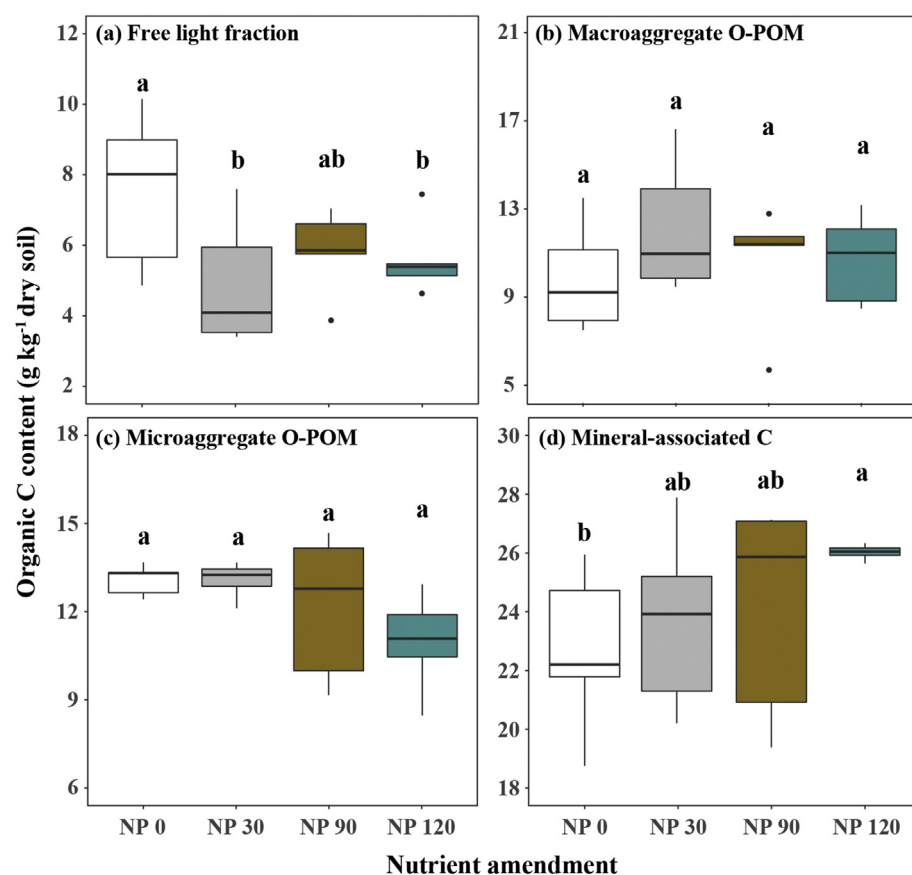 Organic C content (g kg⁻¹ dry soil)
(a) Free light fraction
12
10
8
6
4
2
a
b
ab
b
(b) Macroaggregate O-POM
21
17
13
9
5
a
a
a
a
(c) Microaggregate O-POM
18
15
12
9
6
a
a
a
a
NP 0 NP 30 NP 90 NP 120
(d) Mineral-associated C
30
28
26
24
22
20
18
b
ab
ab
a
NP 0 NP 30 NP 90 NP 120
Nutrient amendment